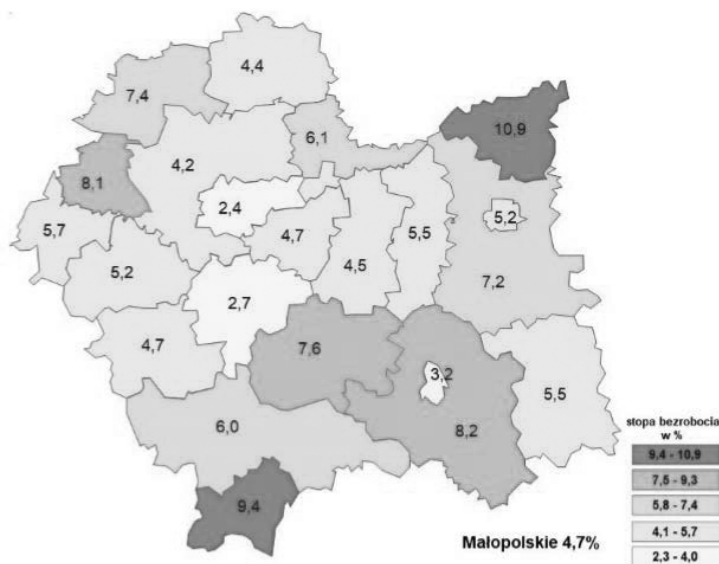 4,4
7,4
10,9
6,1
4,2
8,1
2,4
5,2
5,7
4,7
5,5
5,2
4,5
7,2
2,7
4,7
7,6
3,2
5,5
6,0
8,2
stopa bezrobocia
w %
9,4 - 10,9
7,5 - 9,3
9,4
5,8 - 7,4
Małopolskie 4,7%
4,1 - 5,7
2,3 - 4,0